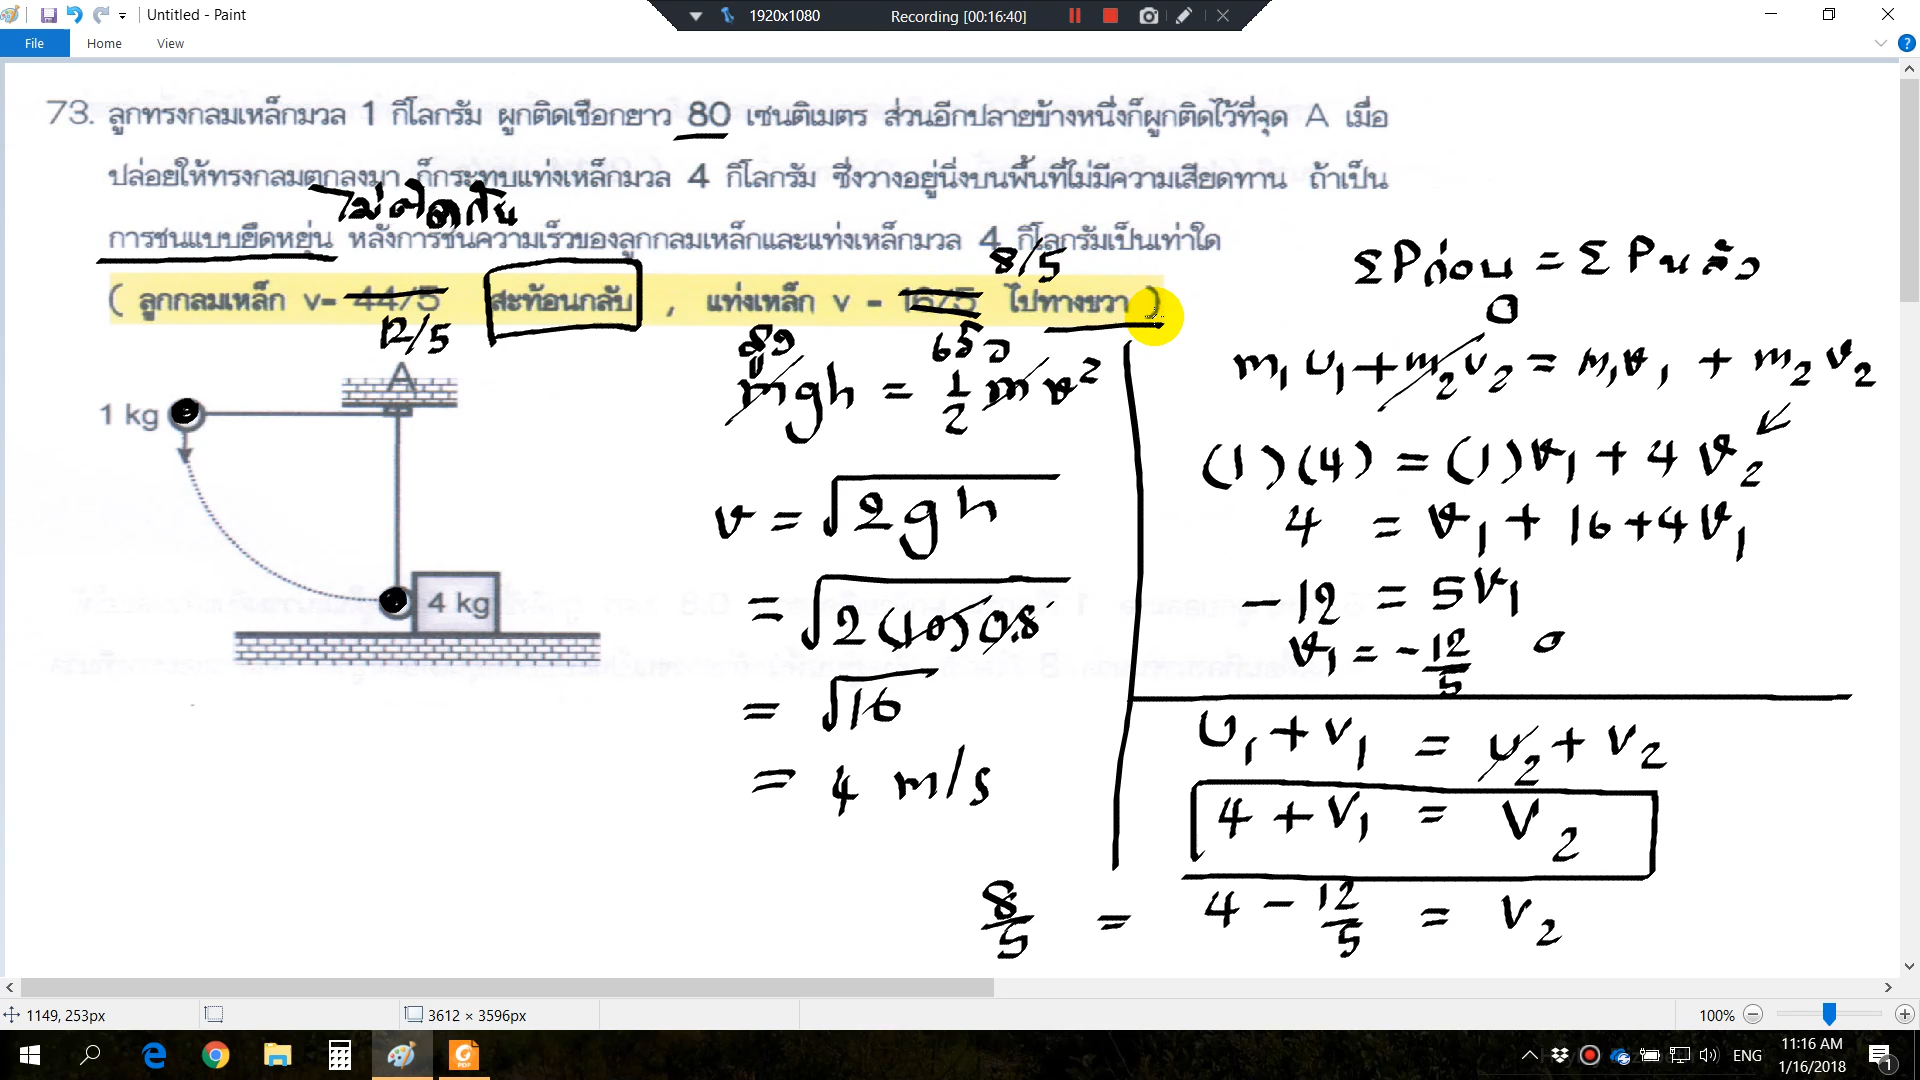 Untitled - Paint
1920x1080
Recording [00:16:40]
File Home View
73. ลูกทรงกลมเหล็กมวล 1 กิโลกรัม ผูกติดเชือกยาว 80 เซนติเมตร ส่วนอีกปลายข้างหนึ่งก็ผูกติดไว้ที่จุด A เมื่อ
ปล่อยให้ทรงกลมตกลงมา ก็กระทบแท่งเหล็กมวล 4 กิโลกรัม ซึ่งวางอยู่นิ่งบนพื้นที่ไม่มีความเสียดทาน ถ้าเป็น
ไม่ติดกัน
การชนแบบยืดหยุ่น หลังการชนความเร็วของลูกกลมเหล็กและแท่งเหล็กมวล 4 กิโลกรัมเป็นเท่าใด
8/5
( ลูกกลมเหล็ก v= 44/5 สะท้อนกลับ , แท่งเหล็ก v = 16/5 ไปทางขวา )
12/5
A
1 kg
4 kg
สูง เร็ว
mgh = 1/2 mv²
v = √2gh
= √2(10)0.8
= √16
= 4 m/s
ΣPก่อน = ΣPหลัง
0
m₁u₁+m₂u₂ = m₁v₁ + m₂v₂
(1)(4) = (1)v₁ + 4v₂
4 = v₁ + 16+4v₁
-12 = 5v₁
v₁ = -12/5
u₁+v₁ = u₂+v₂
4+v₁ = v₂
8/5 = 4 - 12/5 = v₂
1149, 253px
3612 × 3596px
100%
ENG
11:16 AM
1/16/2018
1